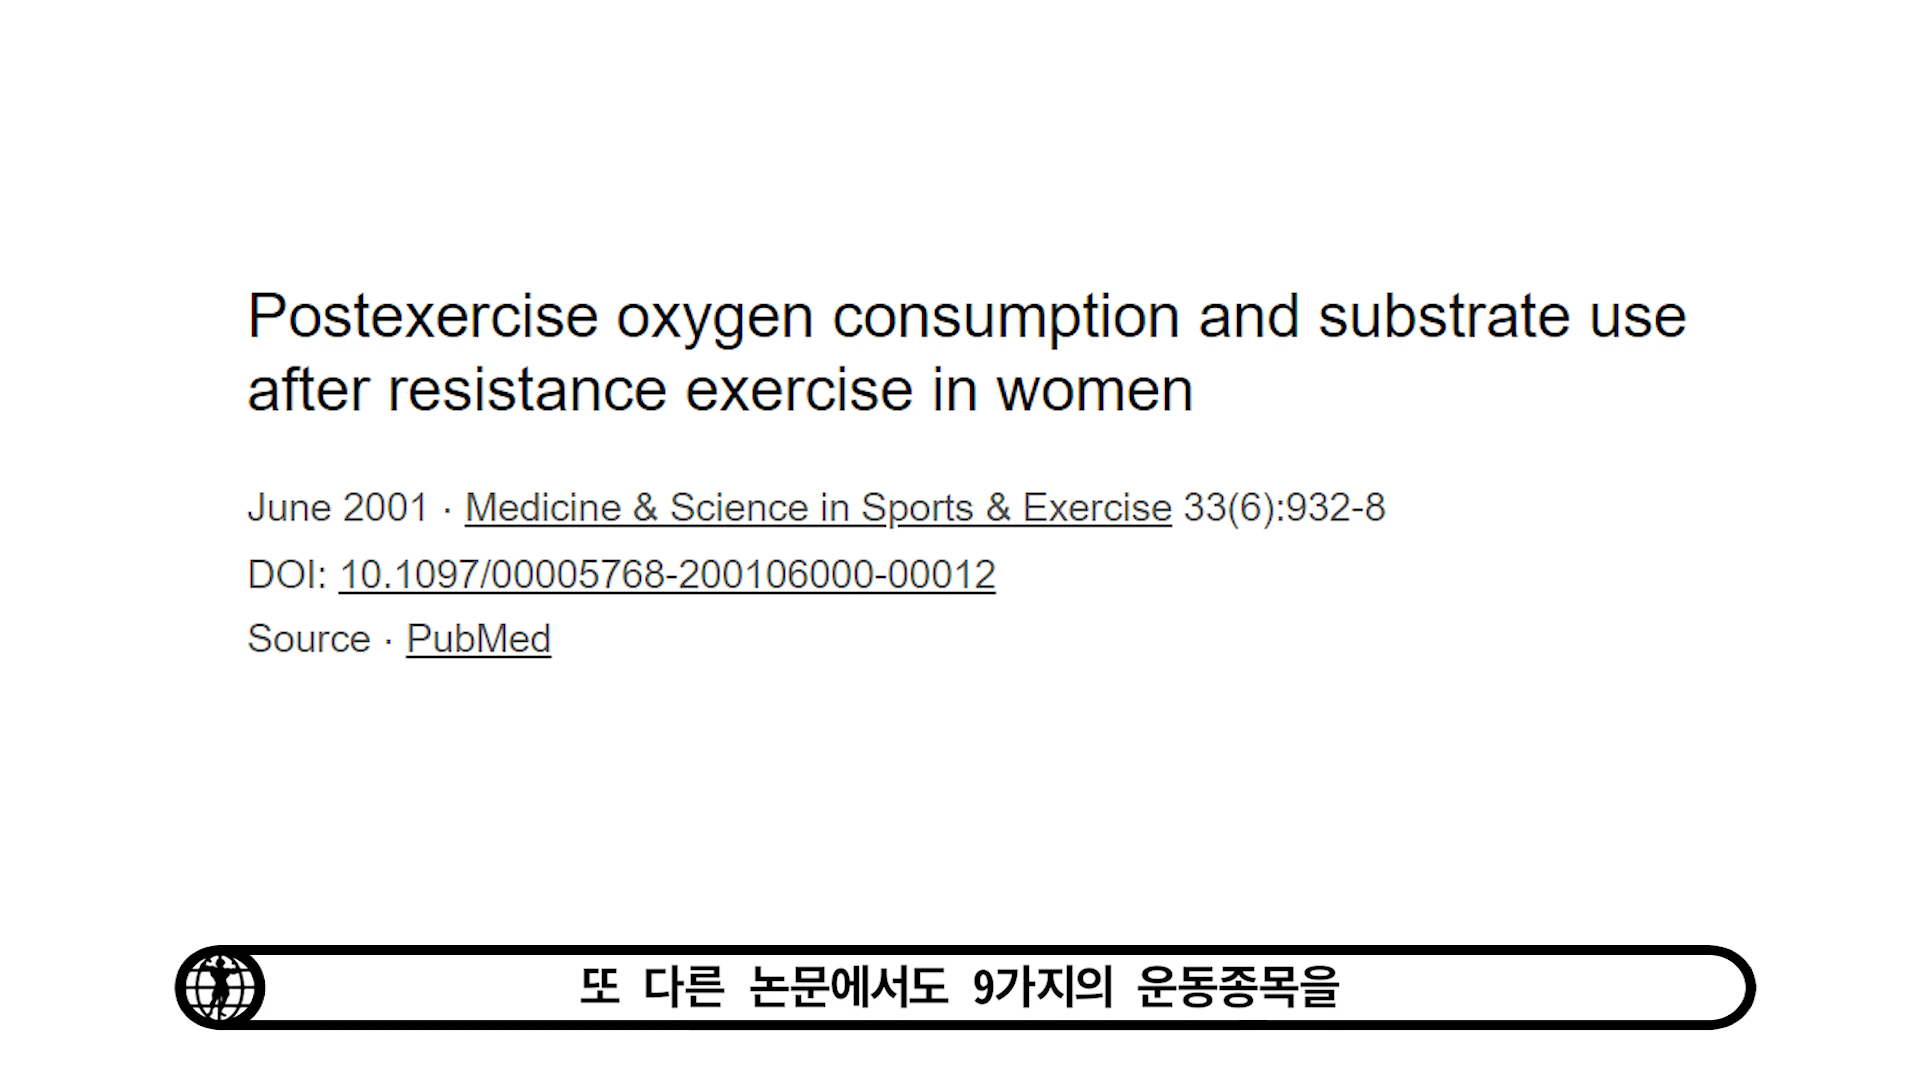 Postexercise oxygen consumption and substrate use
after resistance exercise in women
June 2001 · Medicine & Science in Sports & Exercise 33(6):932-8
DOI: 10.1097/00005768-200106000-00012
Source · PubMed
또 다른 논문에서도 9가지의 운동종목을